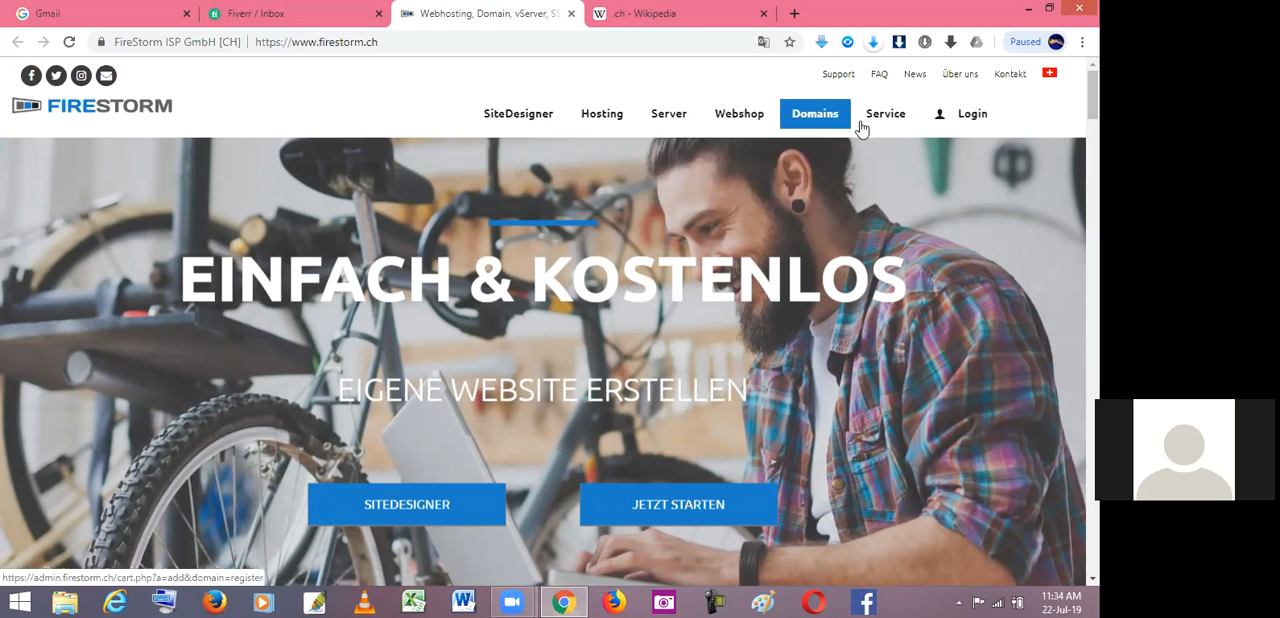 Gmail
Fiverr / Inbox
Webhosting, Domain, vServer, SS
.ch - Wikipedia
FireStorm ISP GmbH [CH]
https://www.firestorm.ch
Paused
Support
FAQ
News
Über uns
Kontakt
FIRESTORM
SiteDesigner
Hosting
Server
Webshop
Domains
Service
Login
EINFACH & KOSTENLOS
EIGENE WEBSITE ERSTELLEN
SITEDESIGNER
JETZT STARTEN
https://admin.firestorm.ch/cart.php?a=add&domain=register
11:34 AM
22-Jul-19